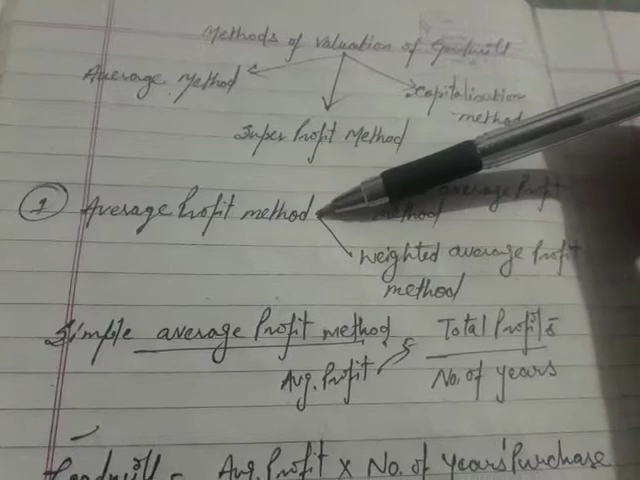 Methods of Valuation of Goodwill
Average Method
Capitalisation
method
Super Profit Method
1 Average Profit method
average Profit
method
Weighted average Profit
method
Simple average Profit method
Total Profits
Avg. Profit
No. of years
Goodwill = Avg. Profit x No. of years' Purchase